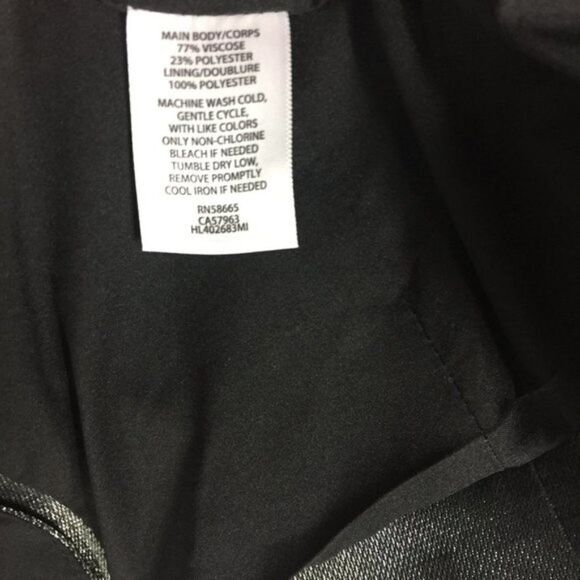 MAIN BODY/CORPS
77% VISCOSE
23% POLYESTER
LINING/DOUBLURE
100% POLYESTER
MACHINE WASH COLD,
GENTLE CYCLE,
WITH LIKE COLORS
ONLY NON-CHLORINE
BLEACH IF NEEDED
TUMBLE DRY LOW,
REMOVE PROMPTLY
COOL IRON IF NEEDED
RN58665
CA57963
HL402683MI